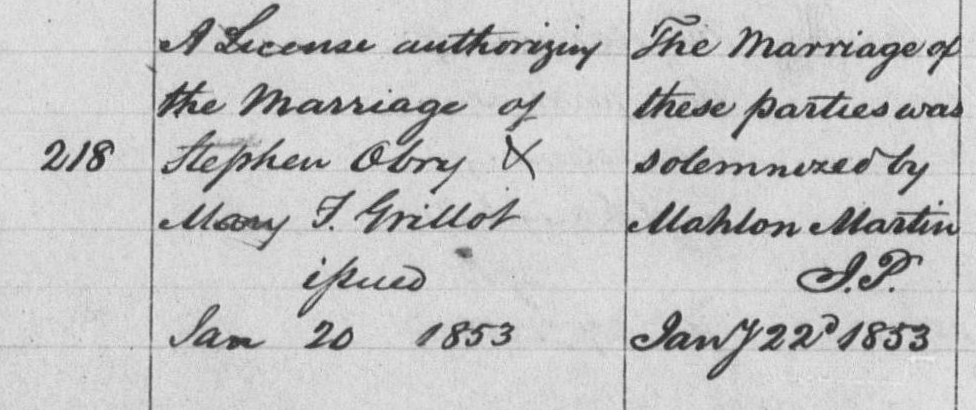 218
A License authorizing
the Marriage of
Stephen Obry &
Mary F. Grillot
issued
Jan 20 1853
The Marriage of
these parties was
solemnized by
Mahlon Martin
J.P.
Jany 22d 1853